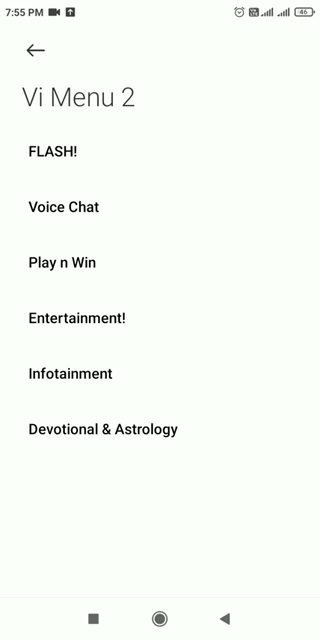 7:55 PM 46
Vi Menu 2
FLASH!
Voice Chat
Play n Win
Entertainment!
Infotainment
Devotional & Astrology